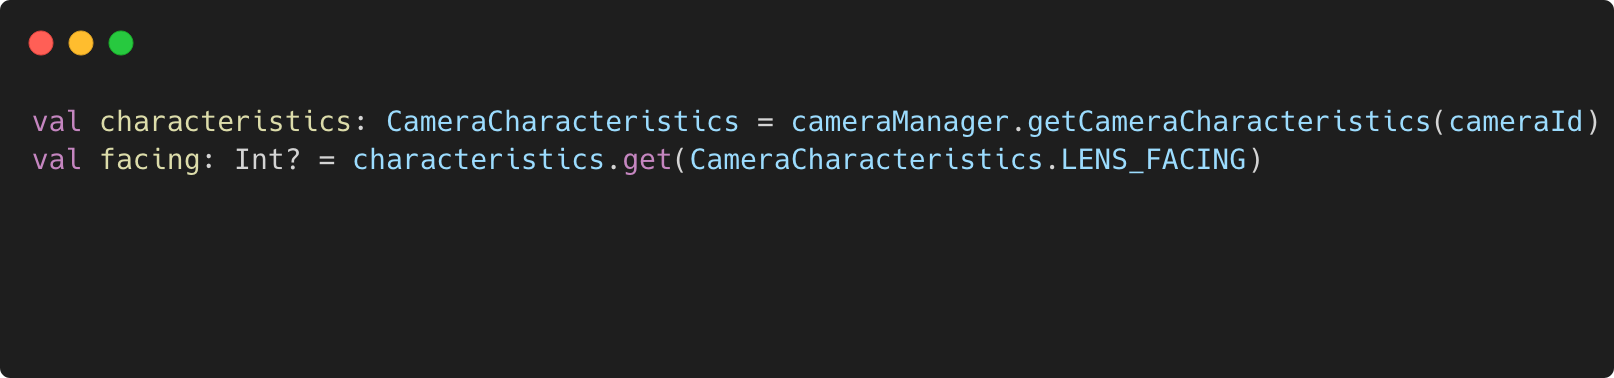 val characteristics: CameraCharacteristics = cameraManager.getCameraCharacteristics(cameraId)
val facing: Int? = characteristics.get(CameraCharacteristics.LENS_FACING)